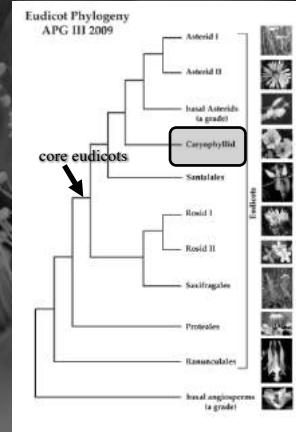 Eudicot Phylogeny
APG III 2009
Asterid I
Asterid II
basal Asterids
(a grade)
Caryophyllid
core eudicots
Santalales
Eudicots
Rosid I
Rosid II
Saxifragales
Proteales
Ranunculales
basal angiosperms
(a grade)